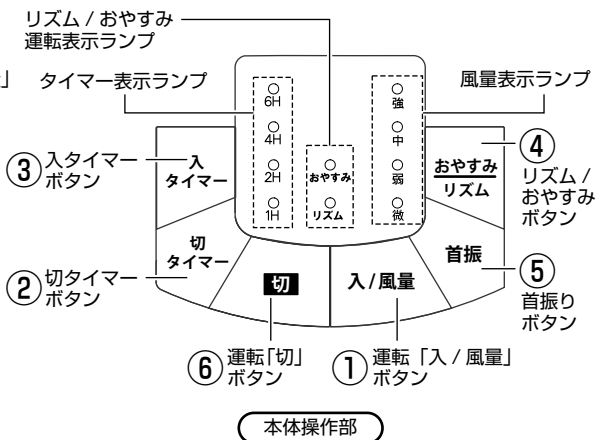 リズム / おやすみ
運転表示ランプ
」
タイマー表示ランプ
風量表示ランプ
6H
4H
2H
1H
おやすみ
リズム
強
中
弱
微
③ 入タイマー
ボタン
入
タイマー
おやすみ
リズム
④
リズム /
おやすみ
ボタン
② 切タイマー
ボタン
切
タイマー
切
入/風量
首振
⑤
首振り
ボタン
⑥ 運転「切」
ボタン
① 運転「入 / 風量」
ボタン
本体操作部